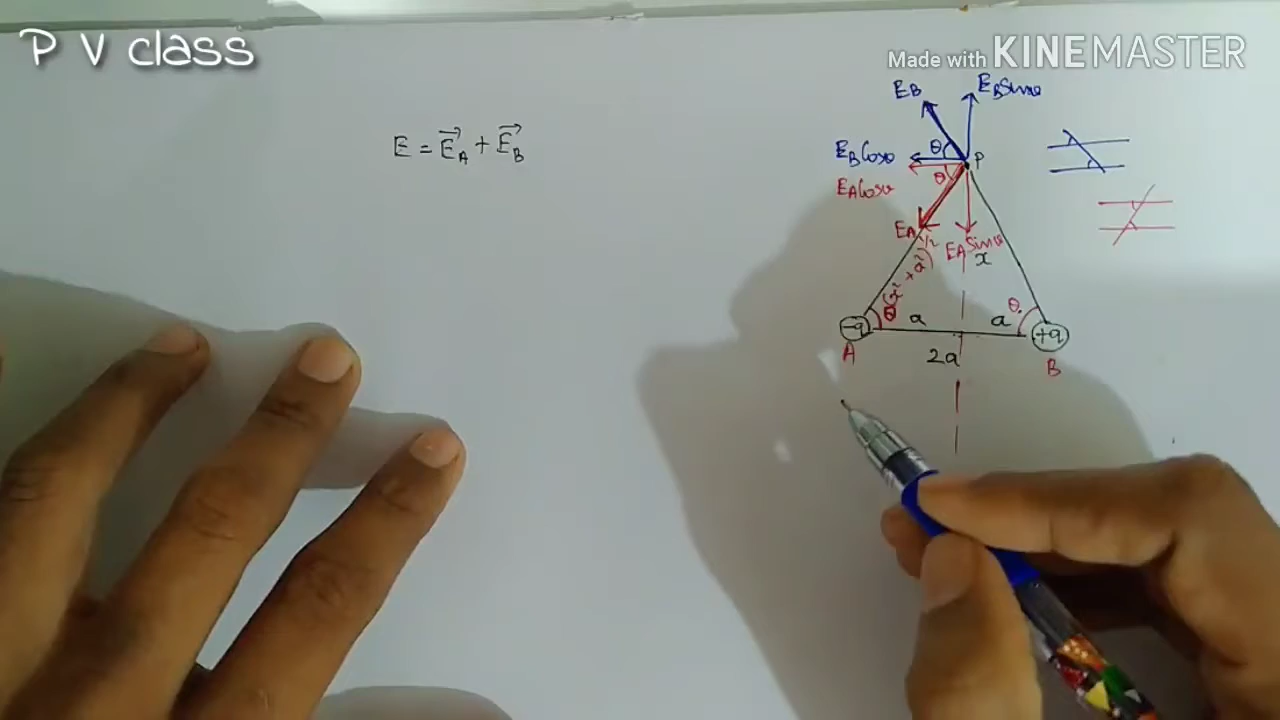 P V class
Made with KINEMASTER
E = E⃗A + E⃗B
EB
EB Sinθ
EB Cosθ
θ
P
EA Cosθ
θ
EA
EA Sinθ
x
(x² + a²)^1/2
θ
a
a
θ
-q
+q
A
2a
B